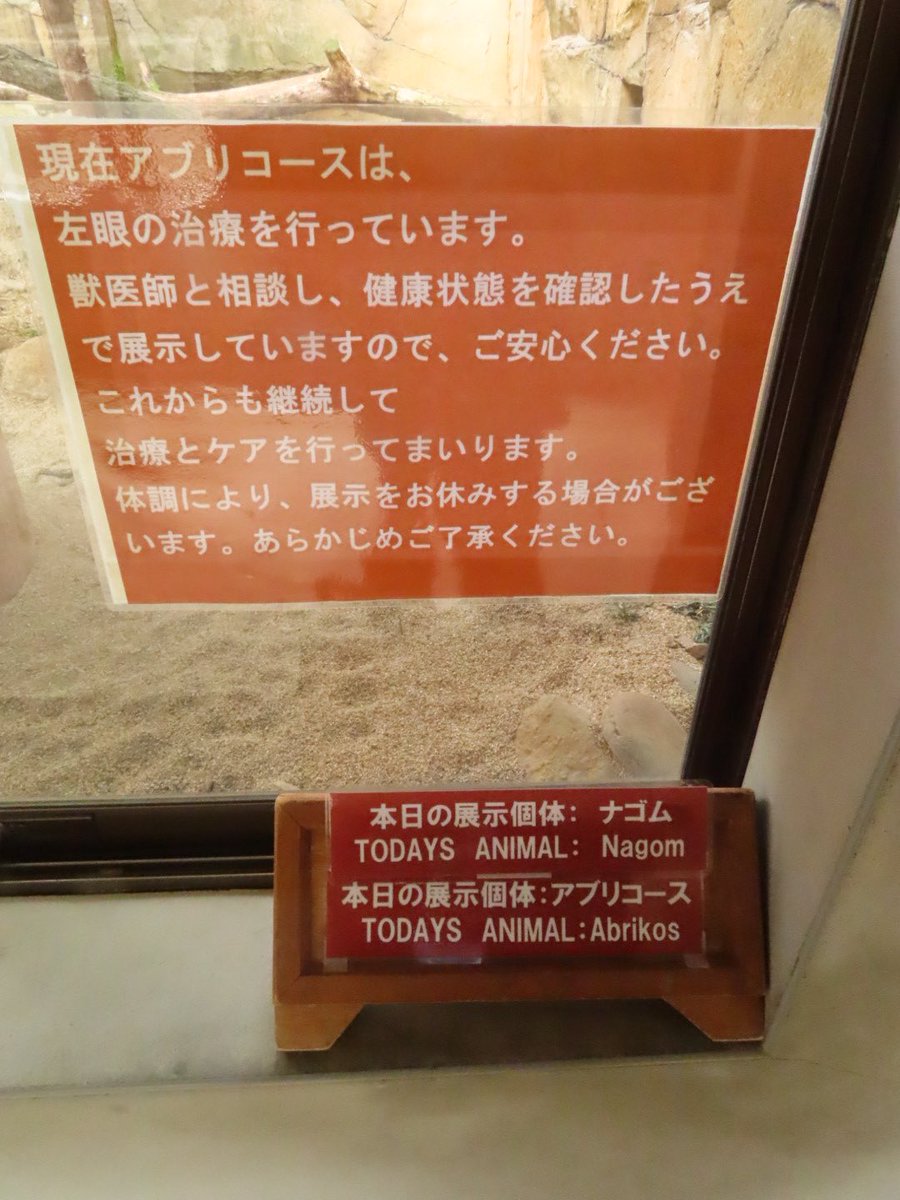 現在アブリコースは、
左眼の治療を行っています。
獣医師と相談し、健康状態を確認したうえ
で展示していますので、ご安心ください。
これからも継続して
治療とケアを行ってまいります。
体調により、展示をお休みする場合がござ
います。あらかじめご了承ください。
本日の展示個体： ナゴム
TODAYS ANIMAL： Nagom
本日の展示個体：アブリコース
TODAYS ANIMAL：Abrikos